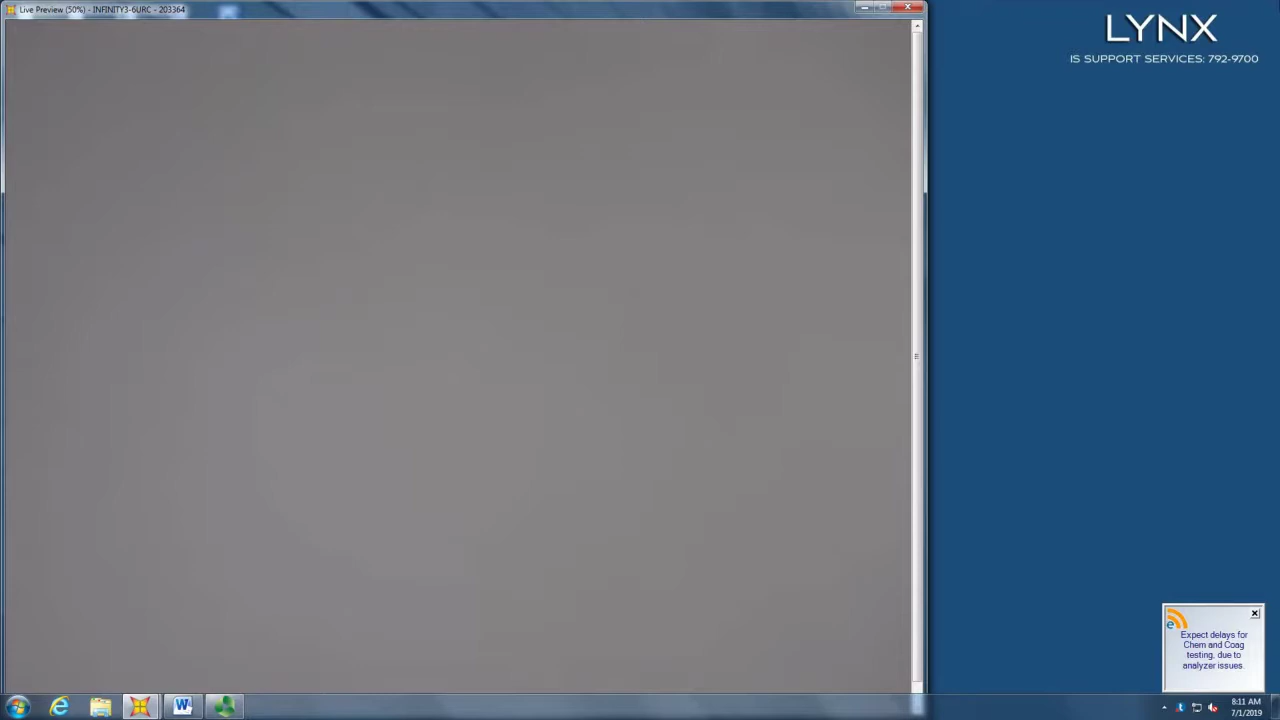 Live Preview (50%) - INFINITY3-6URC - 203364
LYNX
IS SUPPORT SERVICES: 792-9700
Expect delays for
Chem and Coag
testing, due to
analyzer issues
8:11 AM
7/1/2019